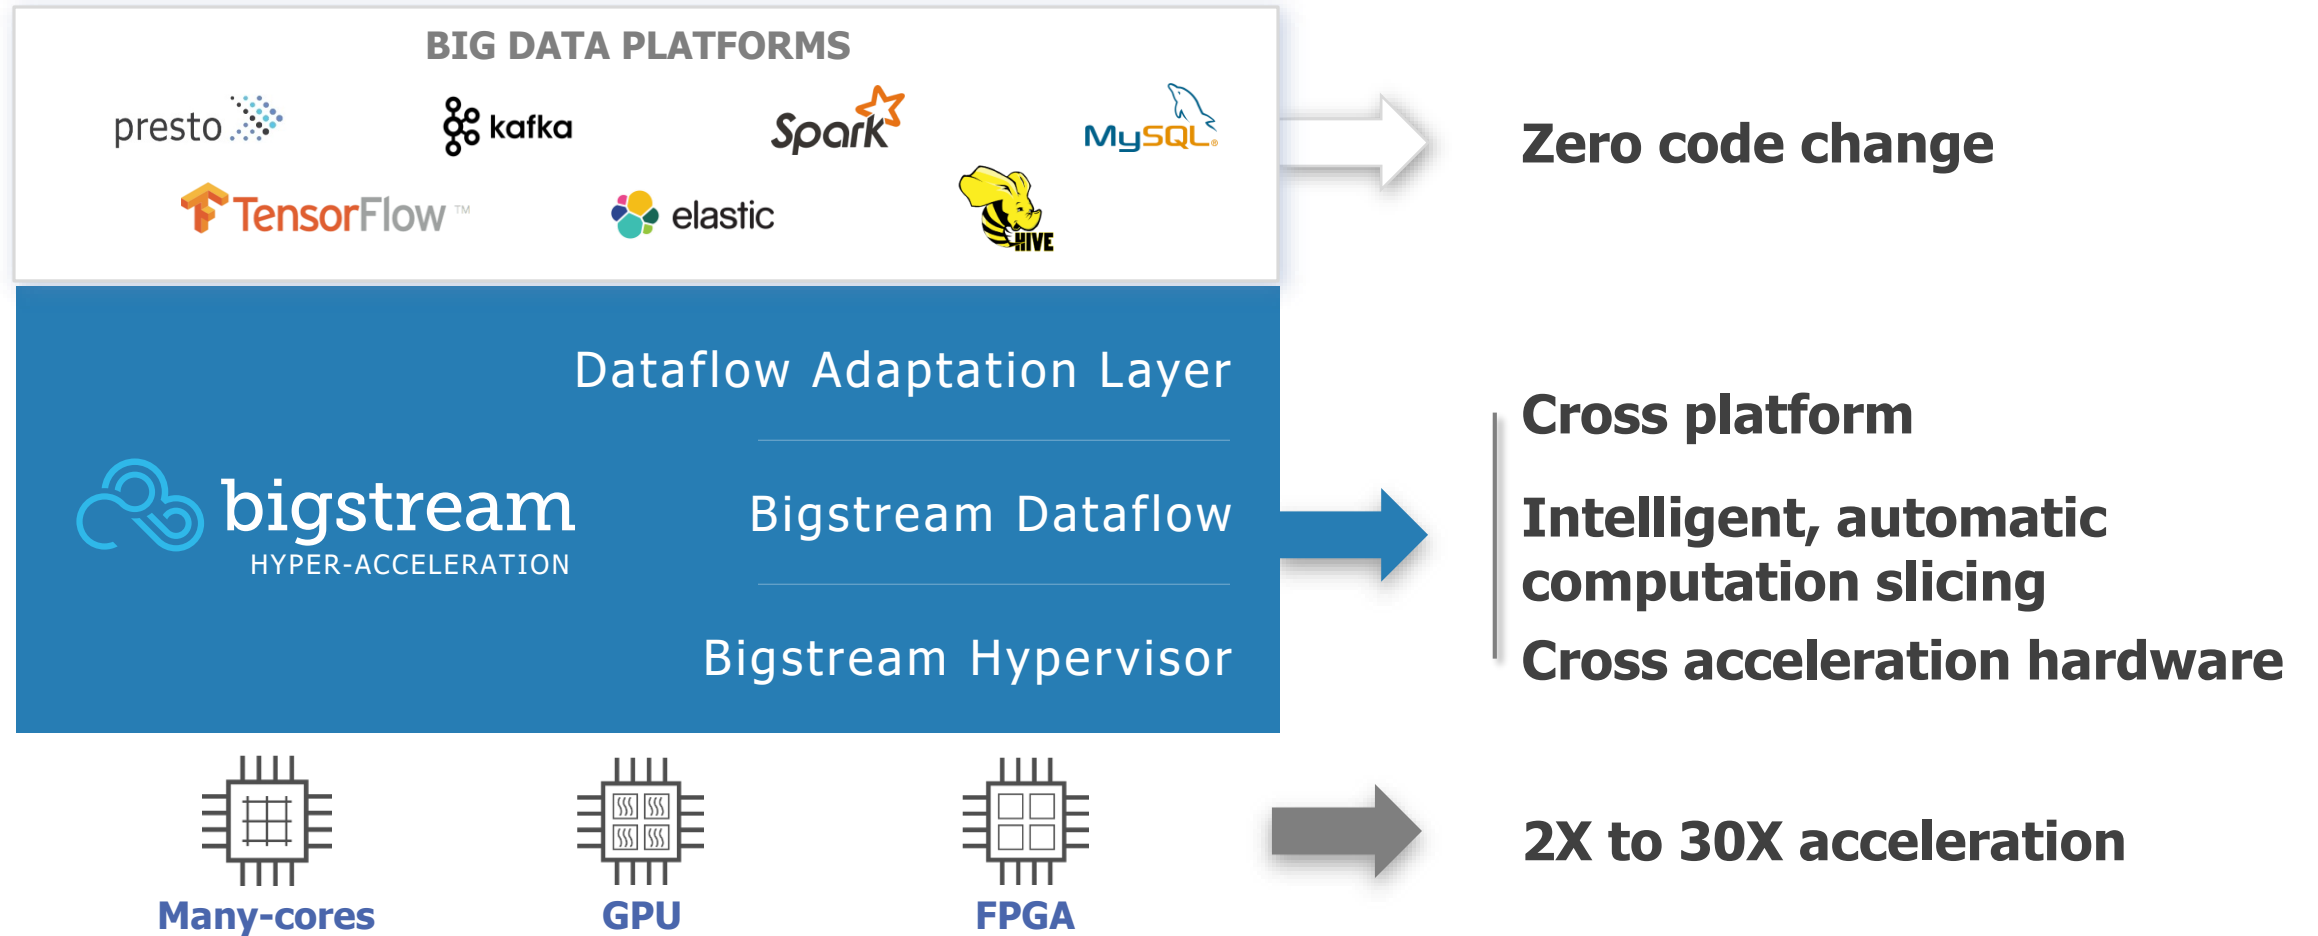 BIG DATA PLATFORMS
presto
kafka
Spark
MySQL®
TensorFlow™
elastic
HIVE
Zero code change
Dataflow Adaptation Layer
bigstream
HYPER-ACCELERATION
Bigstream Dataflow
Bigstream Hypervisor
Cross platform
Intelligent, automatic
computation slicing
Cross acceleration hardware
Many-cores
GPU
FPGA
2X to 30X acceleration